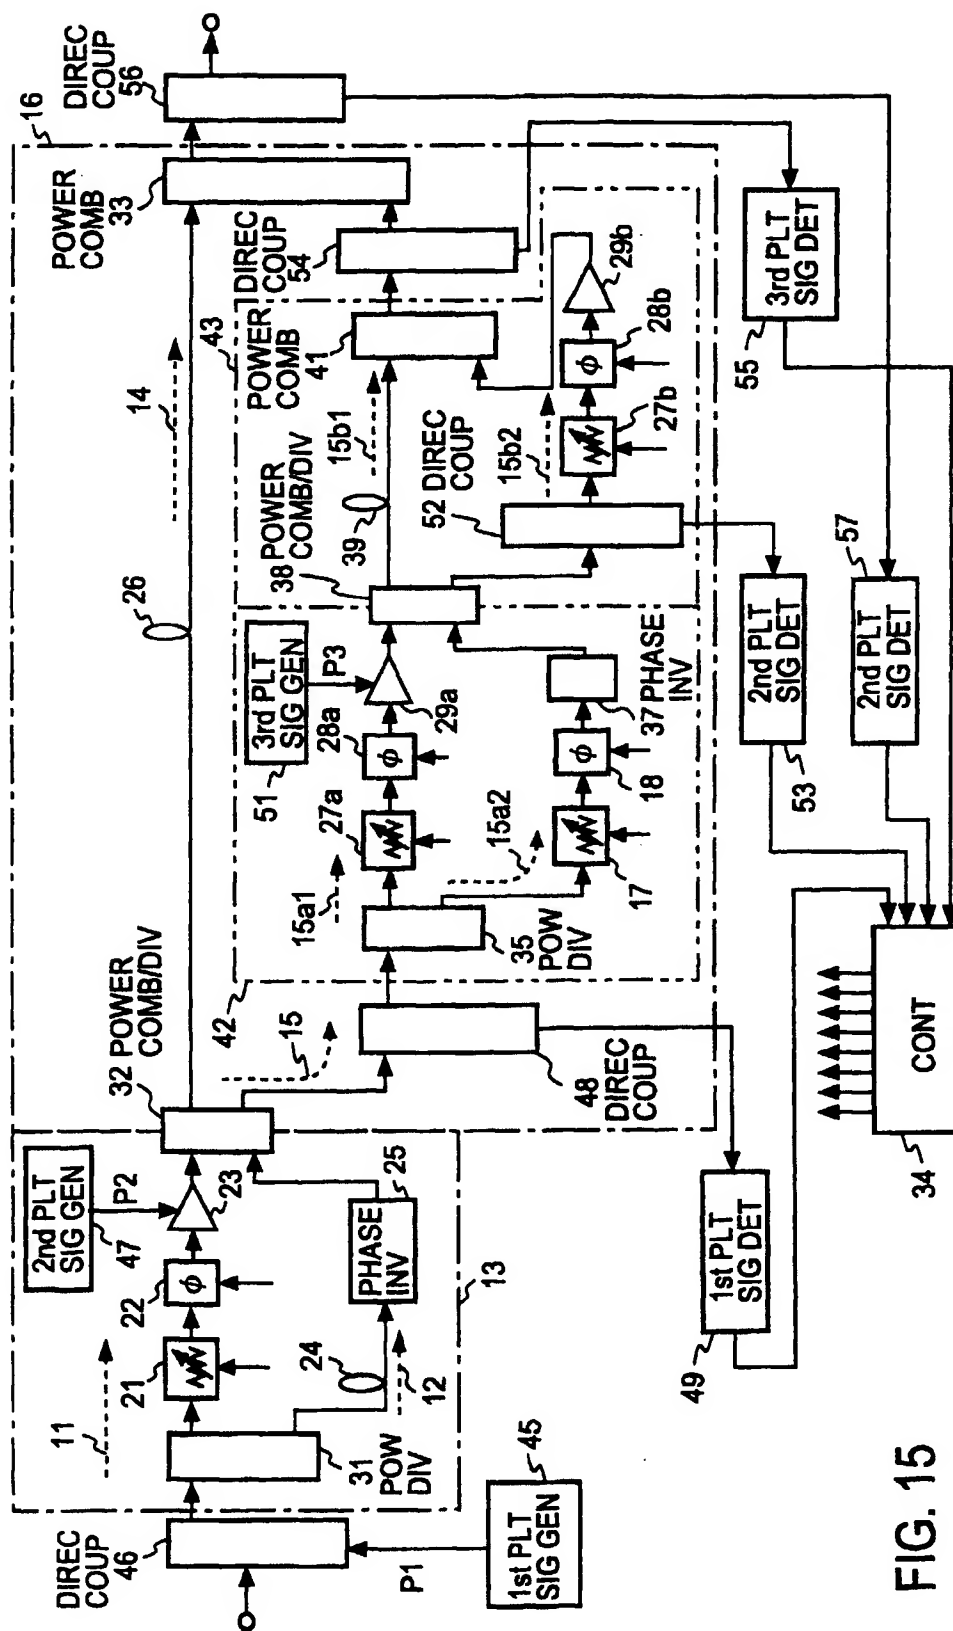 DIREC
COUP
46
P1
1st PLT
SIG GEN
45
11
31
POW
DIV
21
22
2nd PLT
SIG GEN
47
P2
23
24
12
PHASE
INV
25
13
32 POWER
COMB/DIV
15
42
48
DIREC
COUP
1st PLT
SIG DET
49
34
CONT
26
14
35
POW
DIV
15a1
15a2
27a
28a
ϕ
ϕ
3rd PLT
SIG GEN
51
P3
29a
17
18
ϕ
37 PHASE
INV
38
POWER
COMB/DIV
39
15b1
43
52 DIREC
COUP
15b2
27b
28b
ϕ
29b
POWER
COMB
41
DIREC
COUP
54
POWER
COMB
33
16
DIREC
COUP
56
2nd PLT
SIG DET
53
2nd PLT
SIG DET
57
3rd PLT
SIG DET
55
FIG. 15